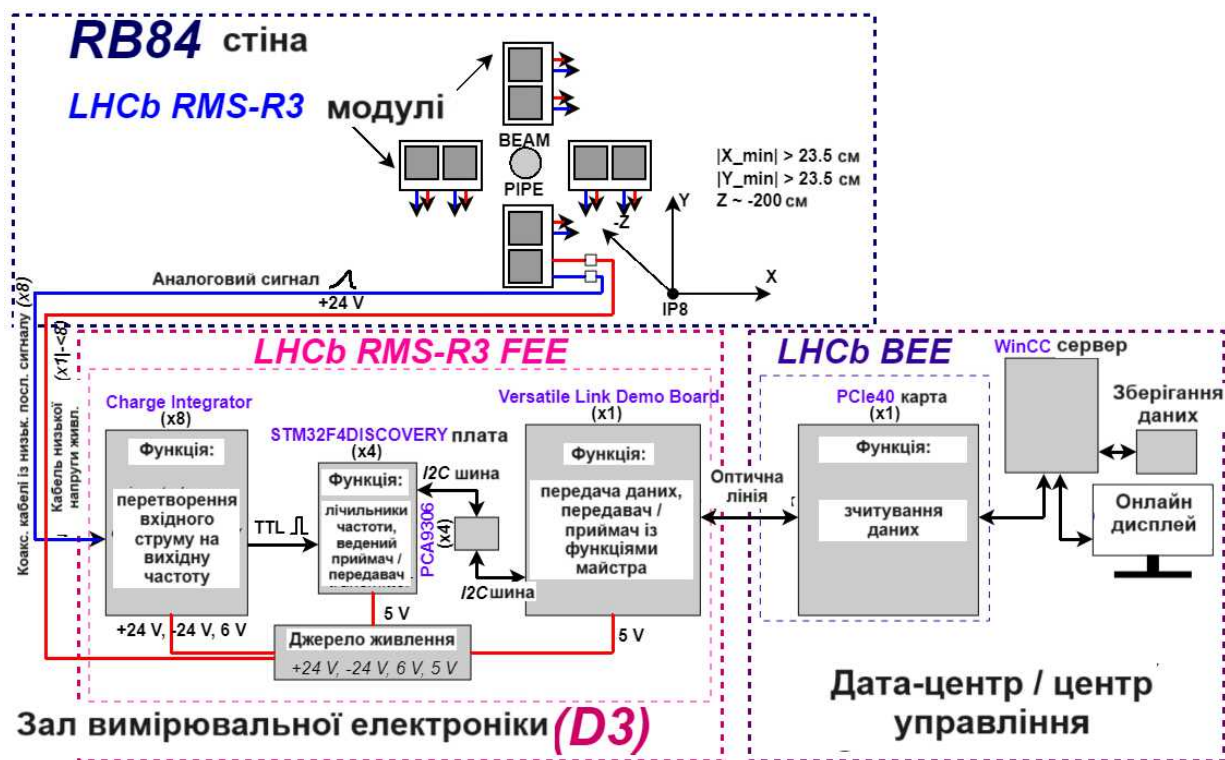 RB84 стіна
LHCb RMS-R3 модулі
BEAM
PIPE
|X_min| > 23.5 см
|Y_min| > 23.5 см
Z ~ -200 см
Y
-Z
X
IP8
Аналоговий сигнал
+24 V
Коакс. кабелі із низьк. посл. сигналу (x8)
Кабель низької
напруги живл.
(x1|-<8)
LHCb RMS-R3 FEE
Charge Integrator
(x8)
Функція:
перетворення
вхідного
струму на
вихідну
частоту
+24 V, -24 V, 6 V
TTL
STM32F4DISCOVERY плата
(x4)
Функція:
лічильники
частоти,
ведений
приймач /
передавач
5 V
I2C шина
PCA9306
(x4)
I2C шина
Versatile Link Demo Board
(x1)
Функція:
передача даних,
передавач /
приймач із
функціями
майстра
5 V
Джерело живлення
+24 V, -24 V, 6 V, 5 V
Зал вимірювальної електроніки (D3)
Оптична
лінія
LHCb BEE
PCIe40 карта
(x1)
Функція:
зчитування
даних
WinCC сервер
Зберігання
даних
Онлайн
дисплей
Дата-центр / центр
управління